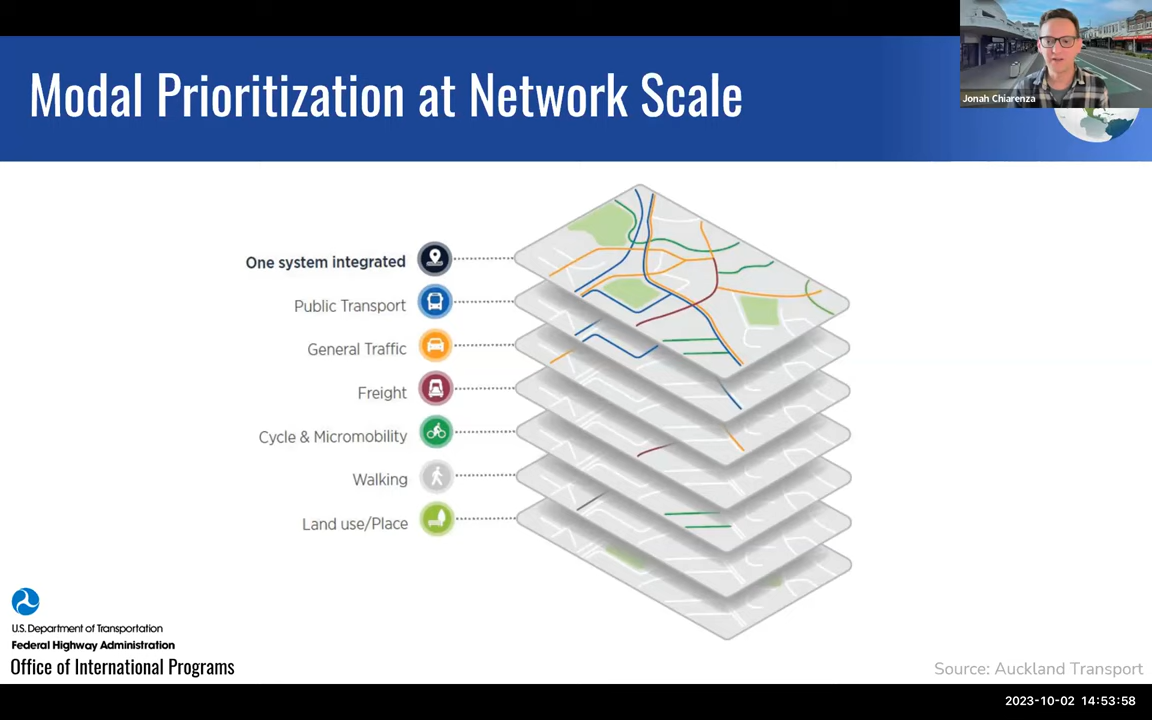 Modal Prioritization at Network Scale
Jonah Chiarenza
One system integrated
Public Transport
General Traffic
Freight
Cycle & Micromobility
Walking
Land use/Place
U.S. Department of Transportation
Federal Highway Administration
Office of International Programs
Source: Auckland Transport
2023-10-02 14:53:58